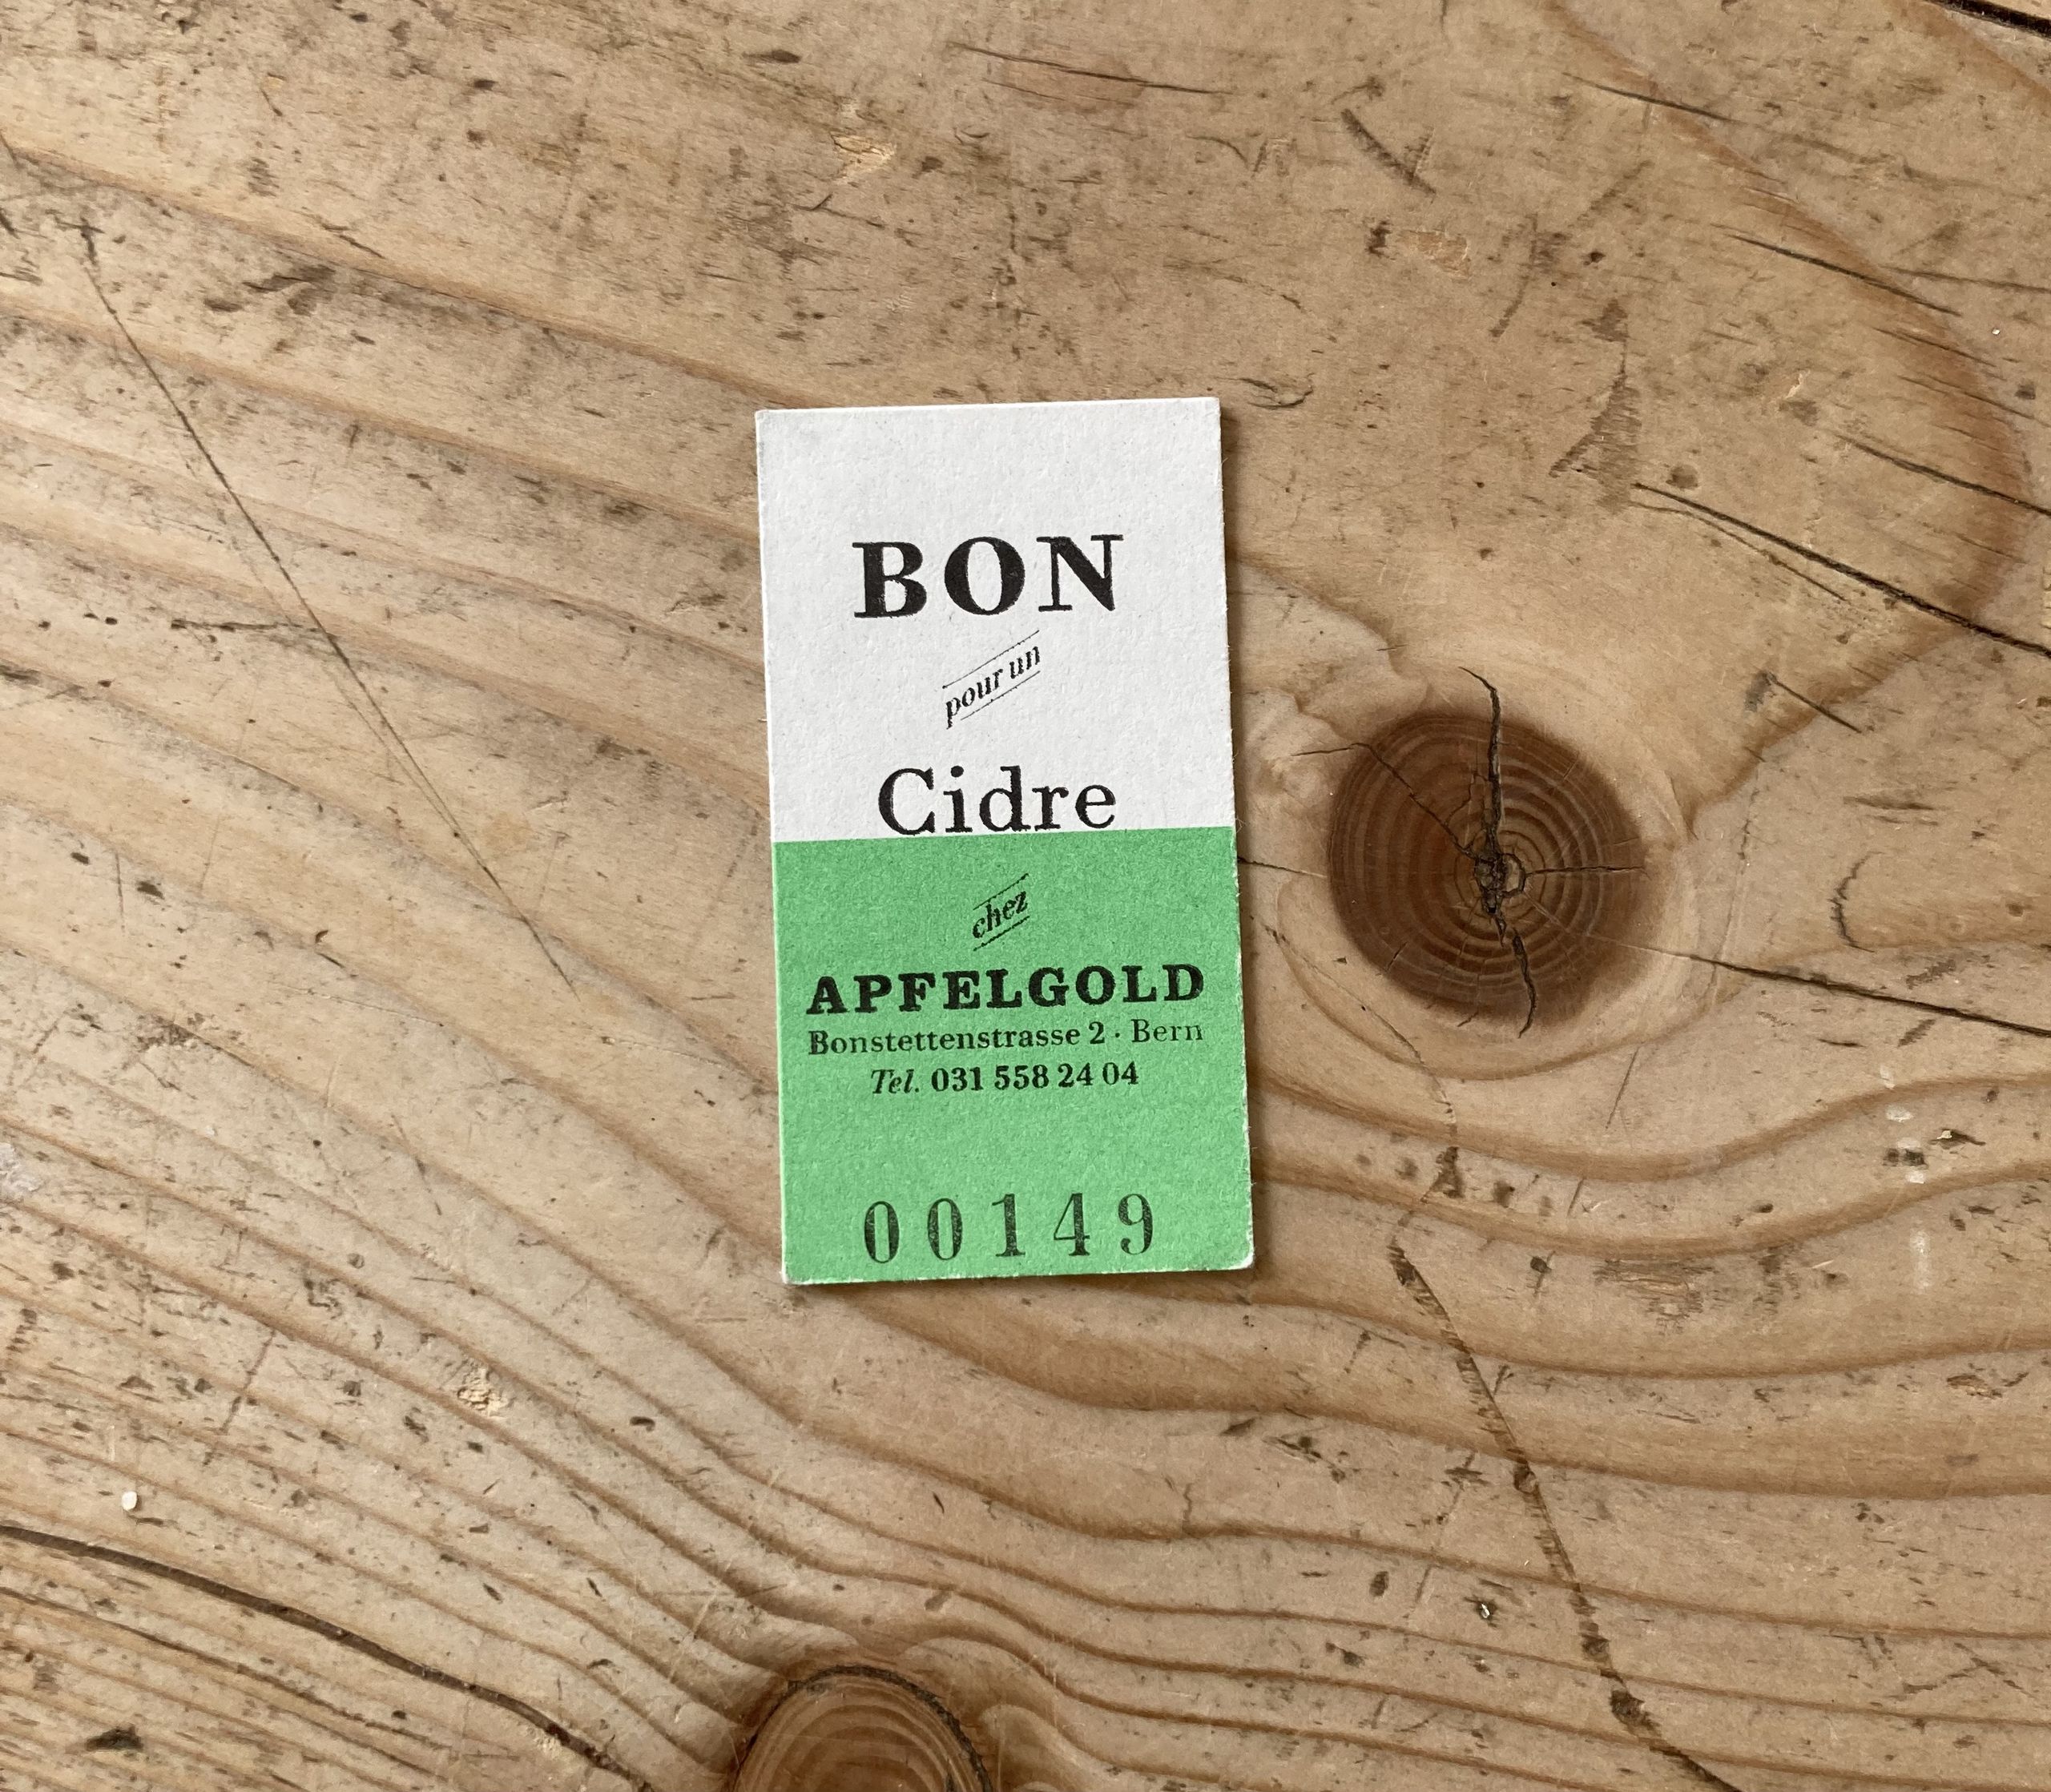 BON
pour un
Cidre
chez
APFELGOLD
Bonstettenstrasse 2 · Bern
Tel. 031 558 24 04
00149